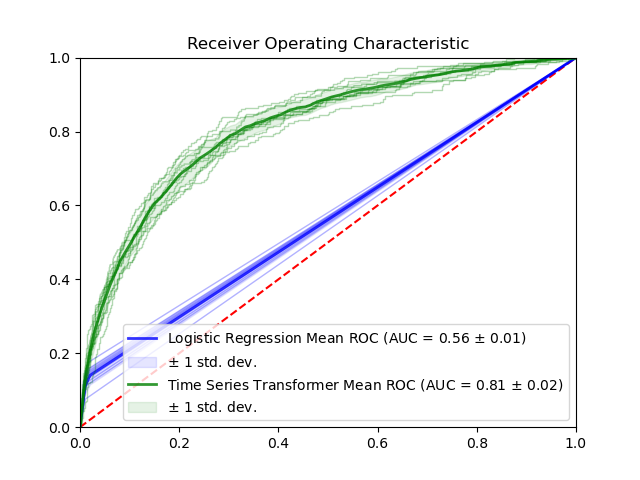 Receiver Operating Characteristic
1.0
0.8
0.6
0.4
0.2
0.0
Logistic Regression Mean ROC (AUC = 0.56 ± 0.01)
± 1 std. dev.
Time Series Transformer Mean ROC (AUC = 0.81 ± 0.02)
± 1 std. dev.
0.0 0.2 0.4 0.6 0.8 1.0